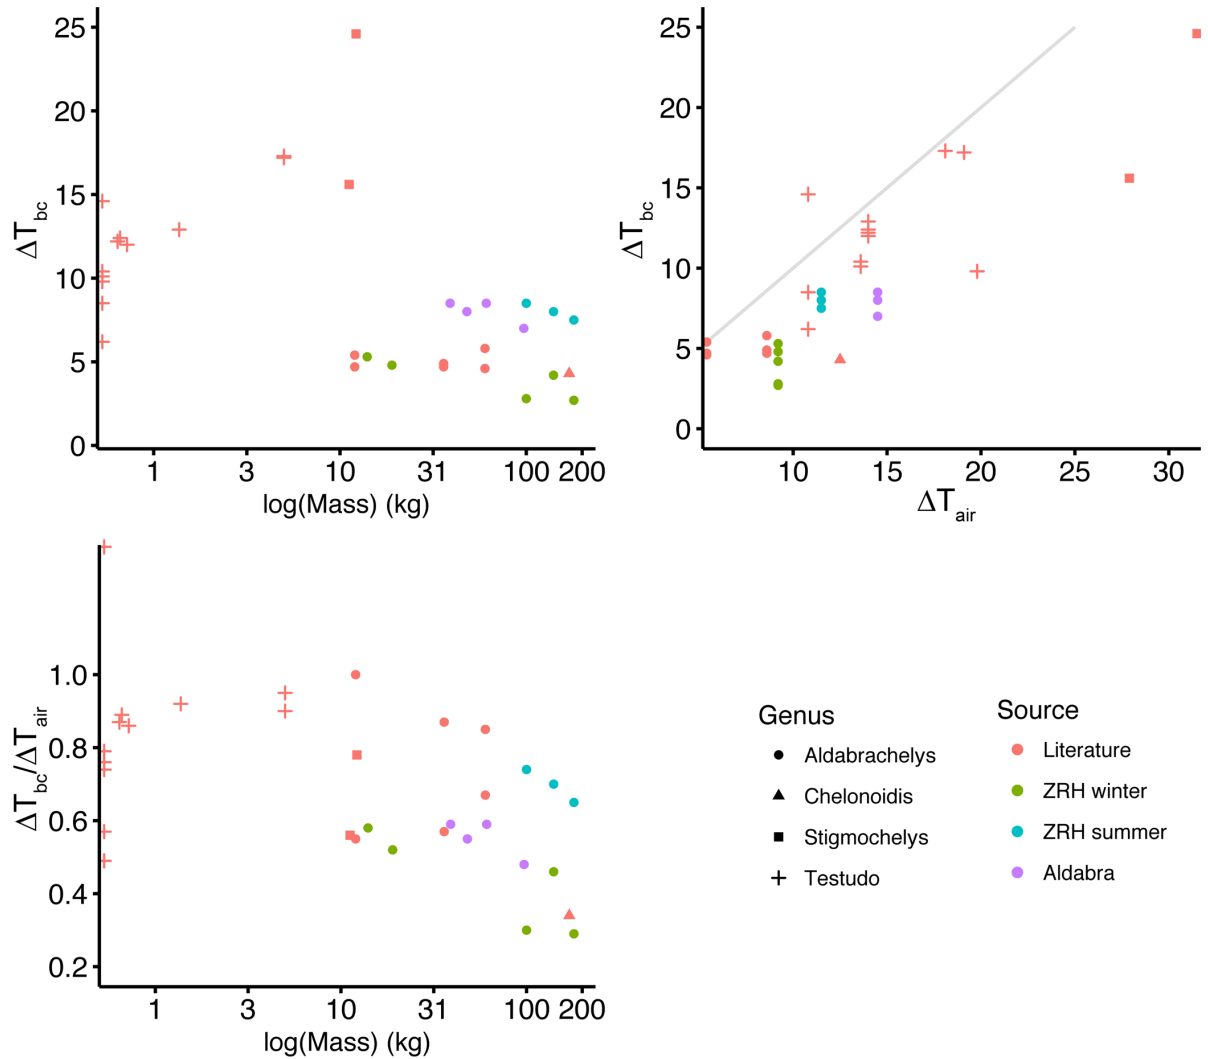 25
20
15
10
5
0
ΔTbc
1 3 10 31 100 200
log(Mass) (kg)
25
20
15
10
5
0
ΔTbc
10 15 20 25 30
ΔTair
1.0
0.8
0.6
0.4
0.2
ΔTbc/ΔTair
1 3 10 31 100 200
log(Mass) (kg)
Genus
Aldabrachelys
Chelonoidis
Stigmochelys
Testudo
Source
Literature
ZRH winter
ZRH summer
Aldabra